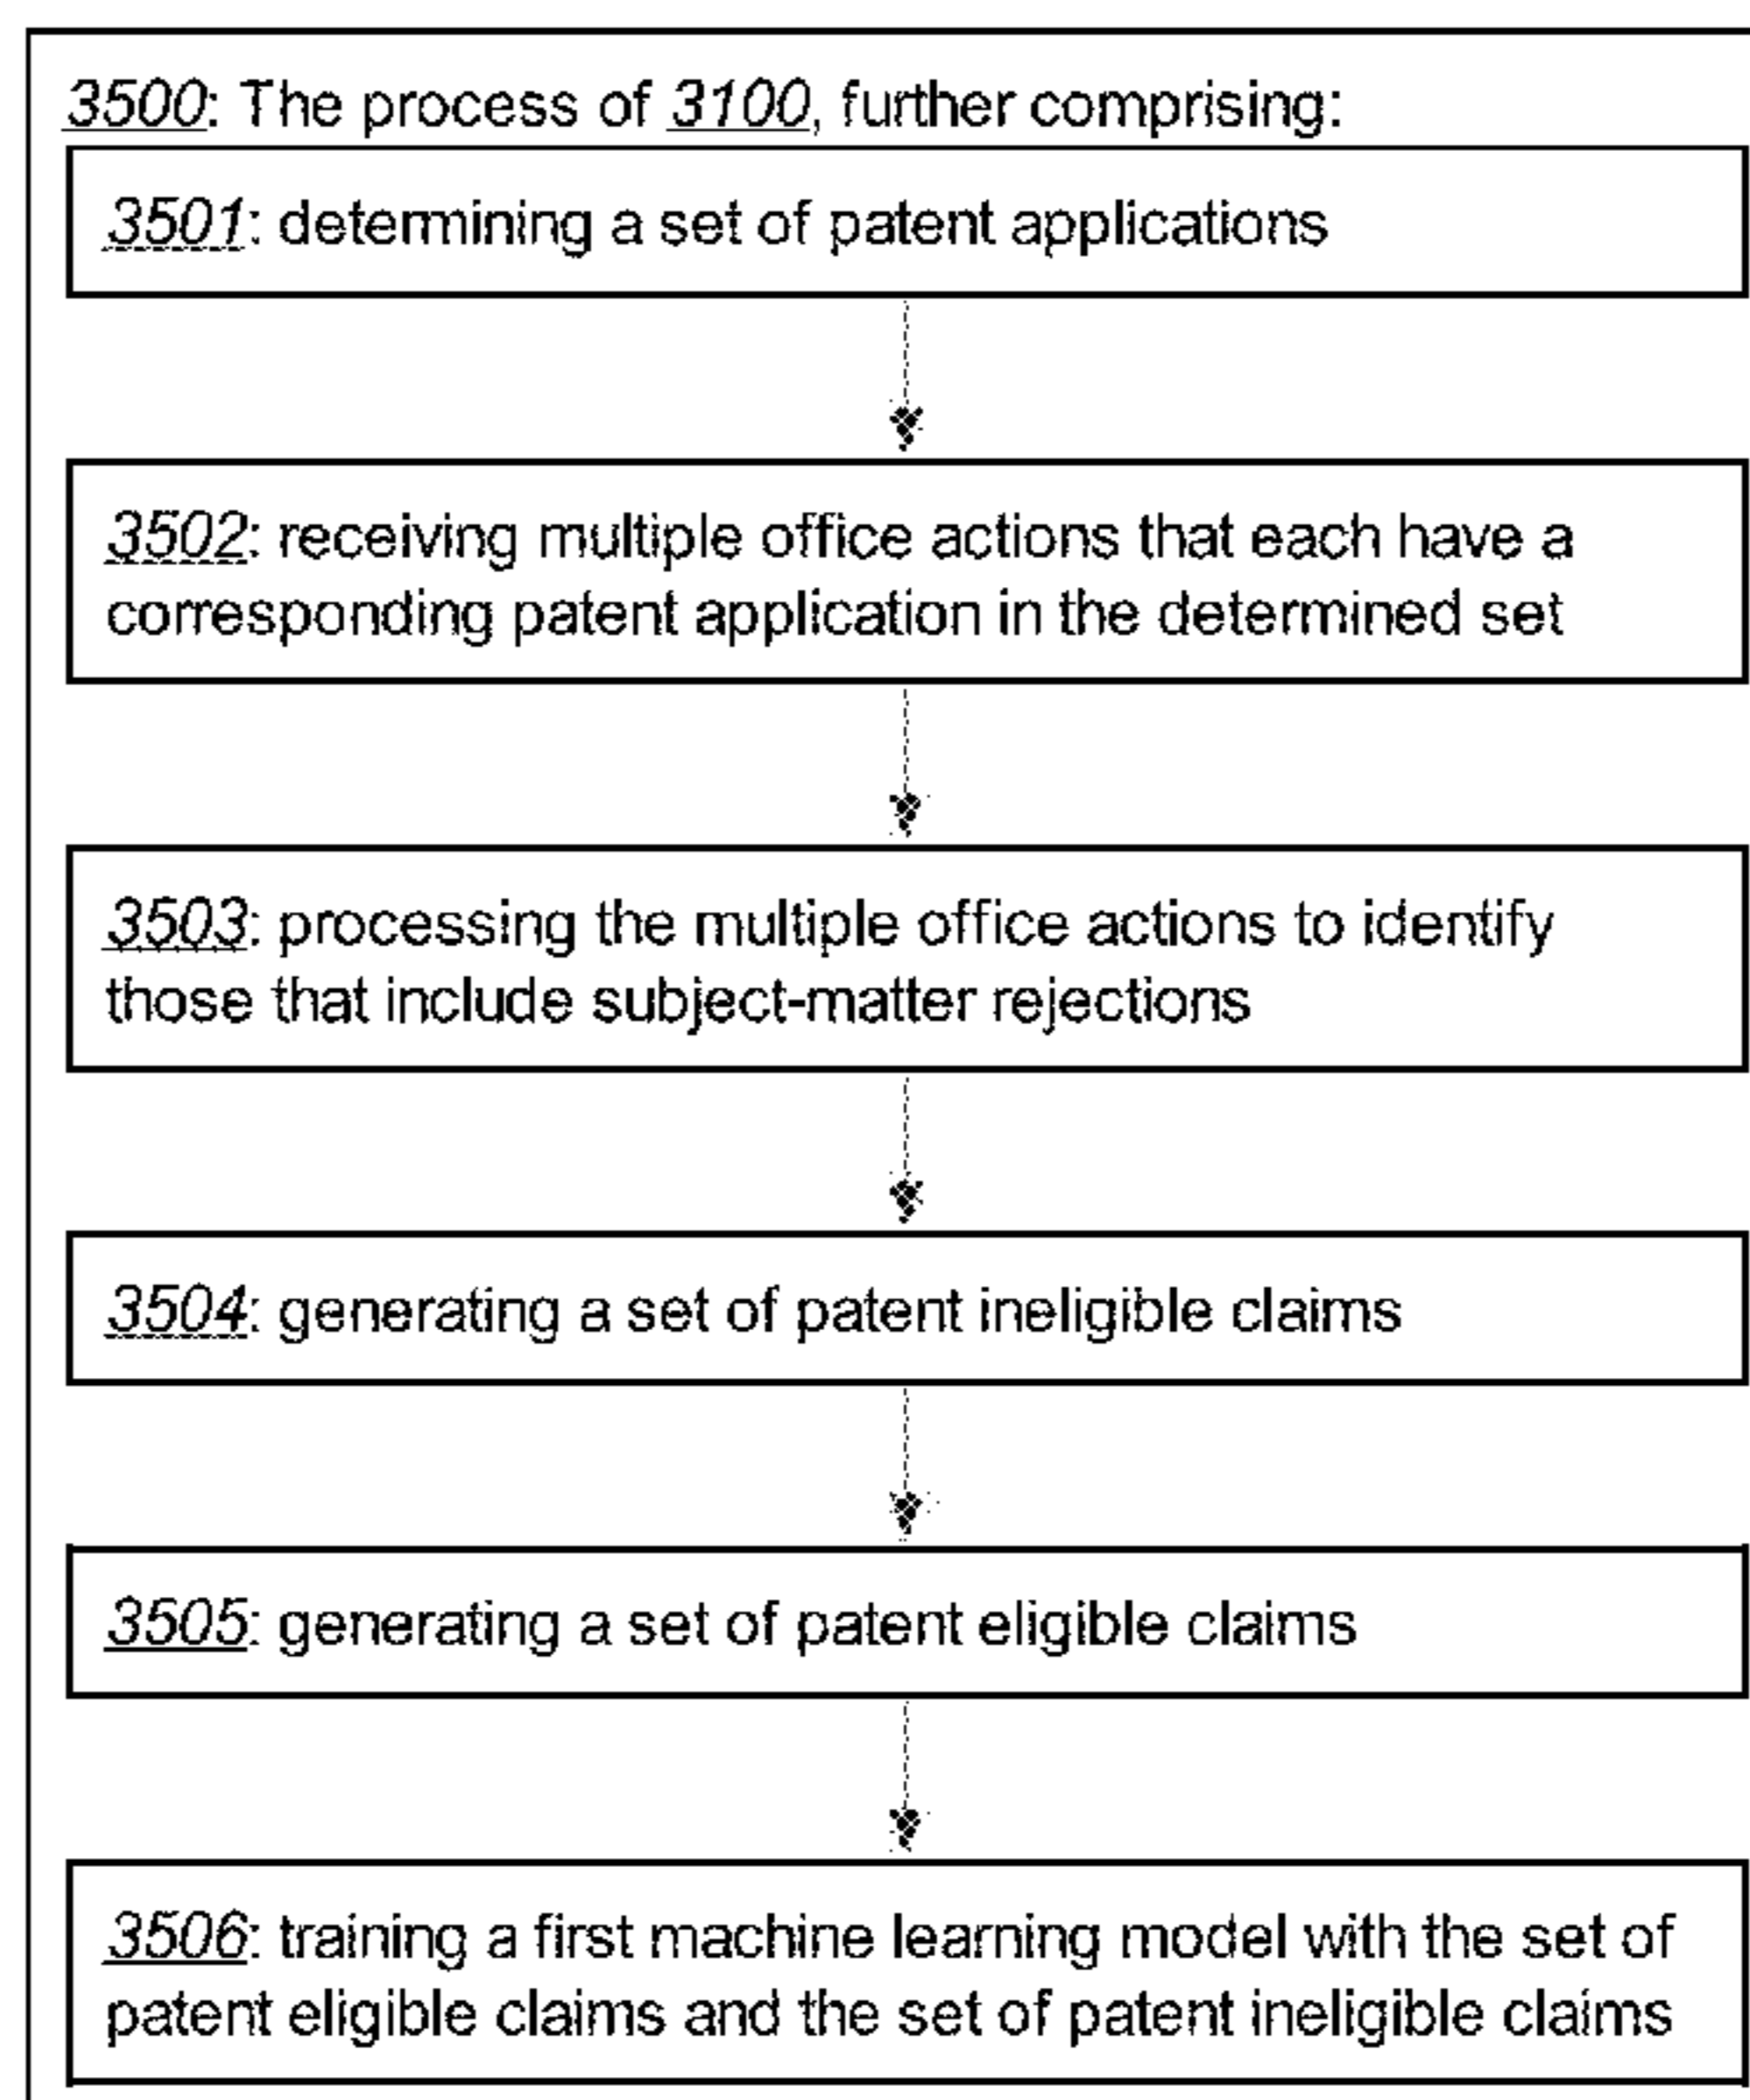 3500: The process of 3100, further comprising:
3501: determining a set of patent applications
3502: receiving multiple office actions that each have a
corresponding patent application in the determined set
3503: processing the multiple office actions to identify
those that include subject-matter rejections
3504: generating a set of patent ineligible claims
3505: generating a set of patent eligible claims
3506: training a first machine learning model with the set of
patent eligible claims and the set of patent ineligible claims